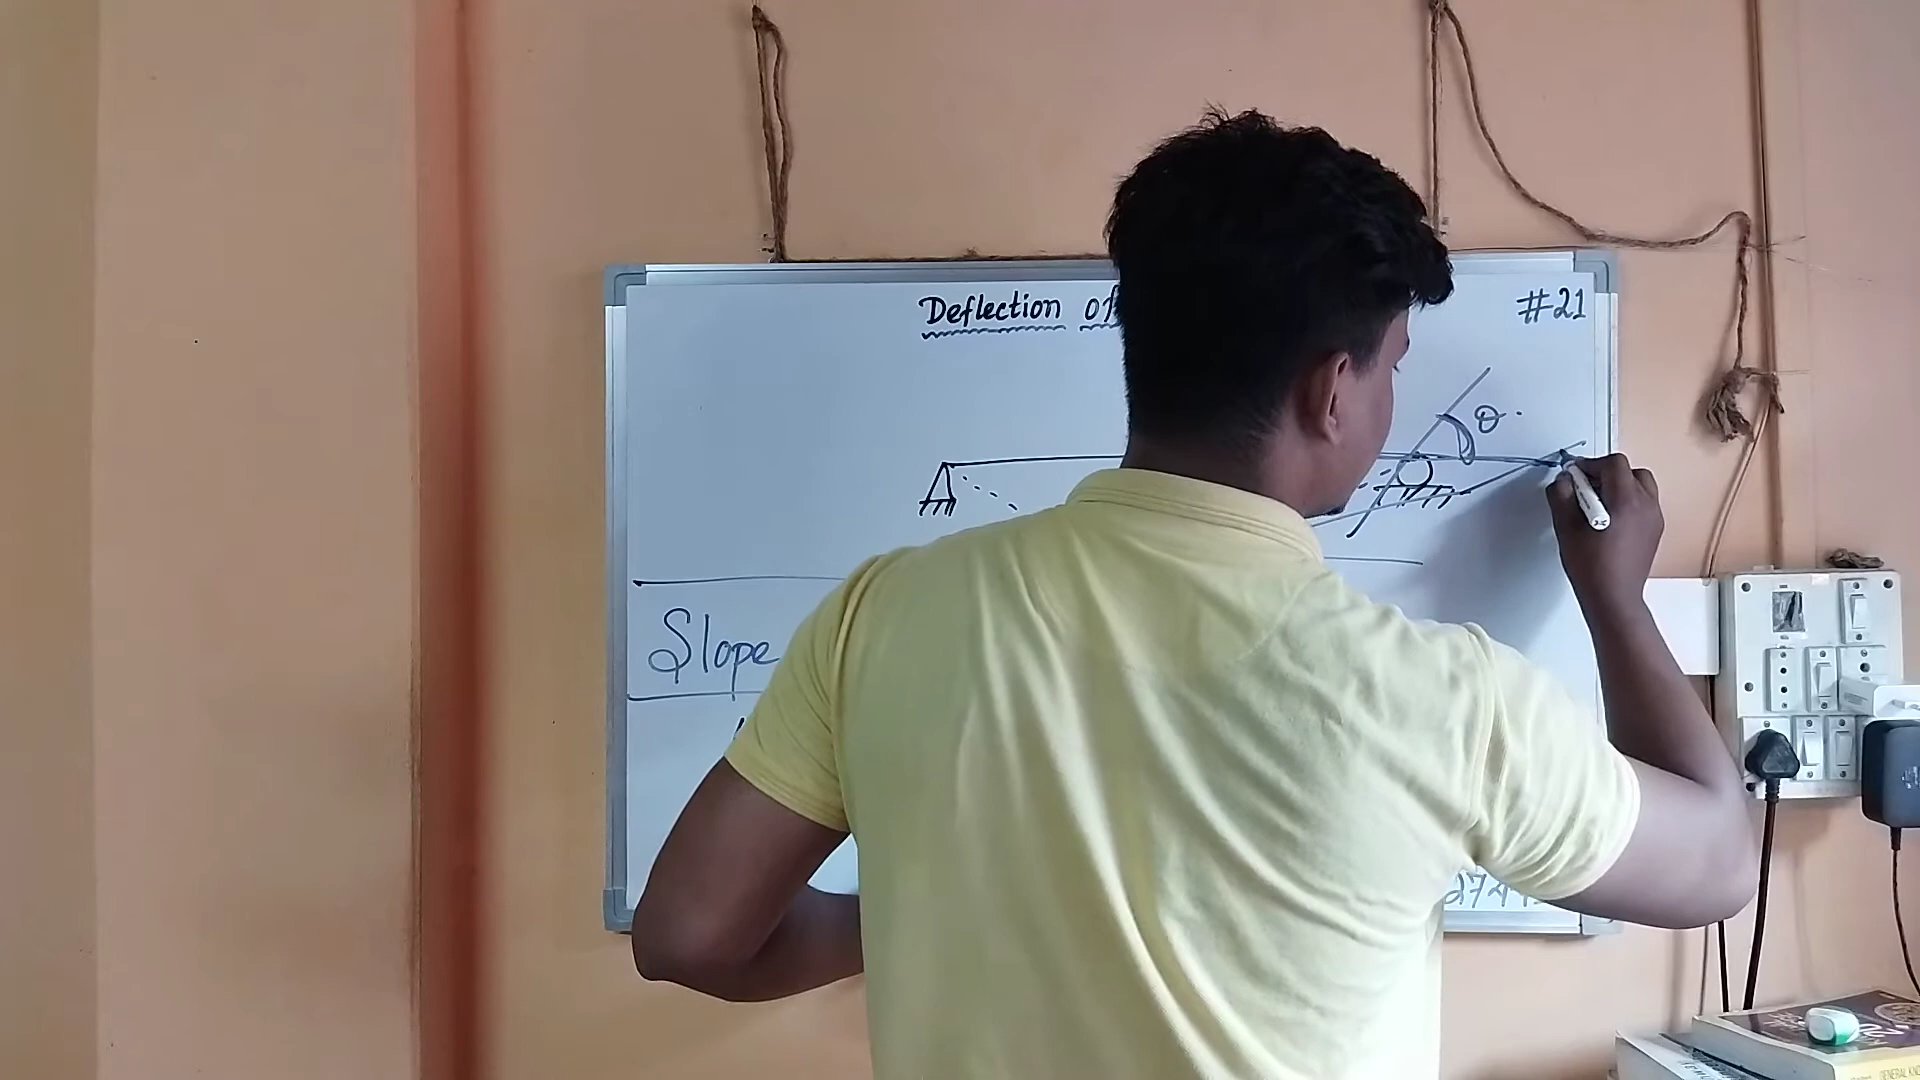 Deflection of
#21
θ
Slope